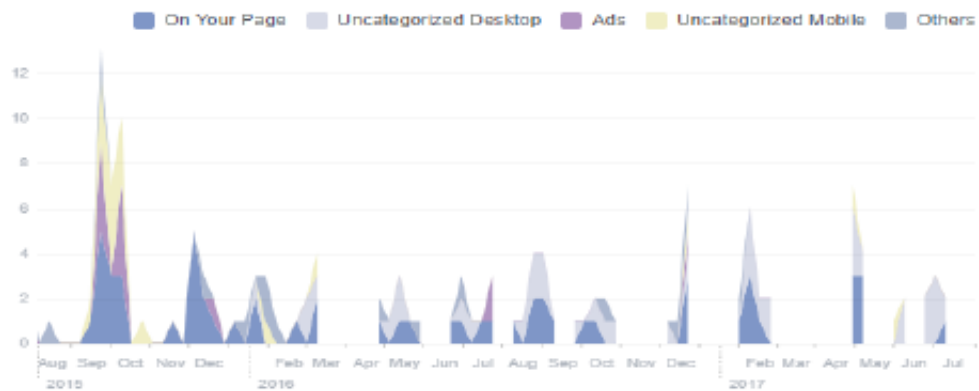 On Your Page Uncategorized Desktop Ads Uncategorized Mobile Others
12
10
8
6
4
2
0
Aug Sep Oct Nov Dec Feb Mar Apr May Jun Jul Aug Sep Oct Nov Dec Feb Mar Apr May Jun Jul
2015 2016 2017